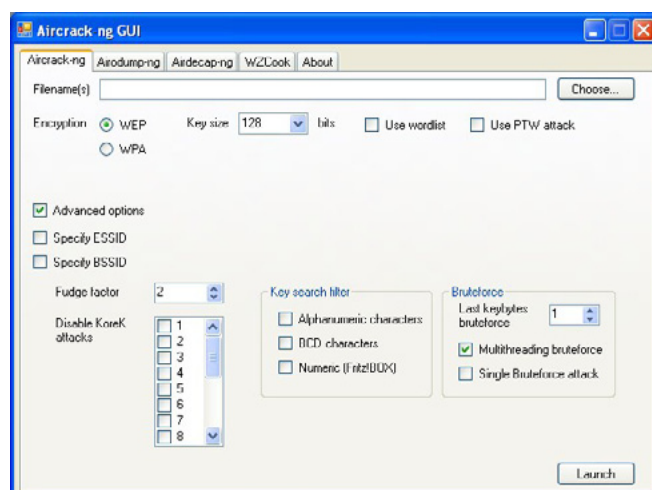 Aircrack-ng GUI
Aircrack-ng Airodump-ng Airdecap-ng WZCook About
Filename(s) Choose...
Encryption WEP Key size 128 bits Use wordlist Use PTW attack
WPA
Advanced options
Specify ESSID
Specify BSSID
Fudge factor 2
Key search filter
Bruteforce
Last keybytes bruteforce 1
Disable KoreK attacks
1
2
3
4
5
6
7
8
Alphanumeric characters
BCD characters
Numeric (Fritz!BOX)
Multithreading bruteforce
Single Bruteforce attack
Launch